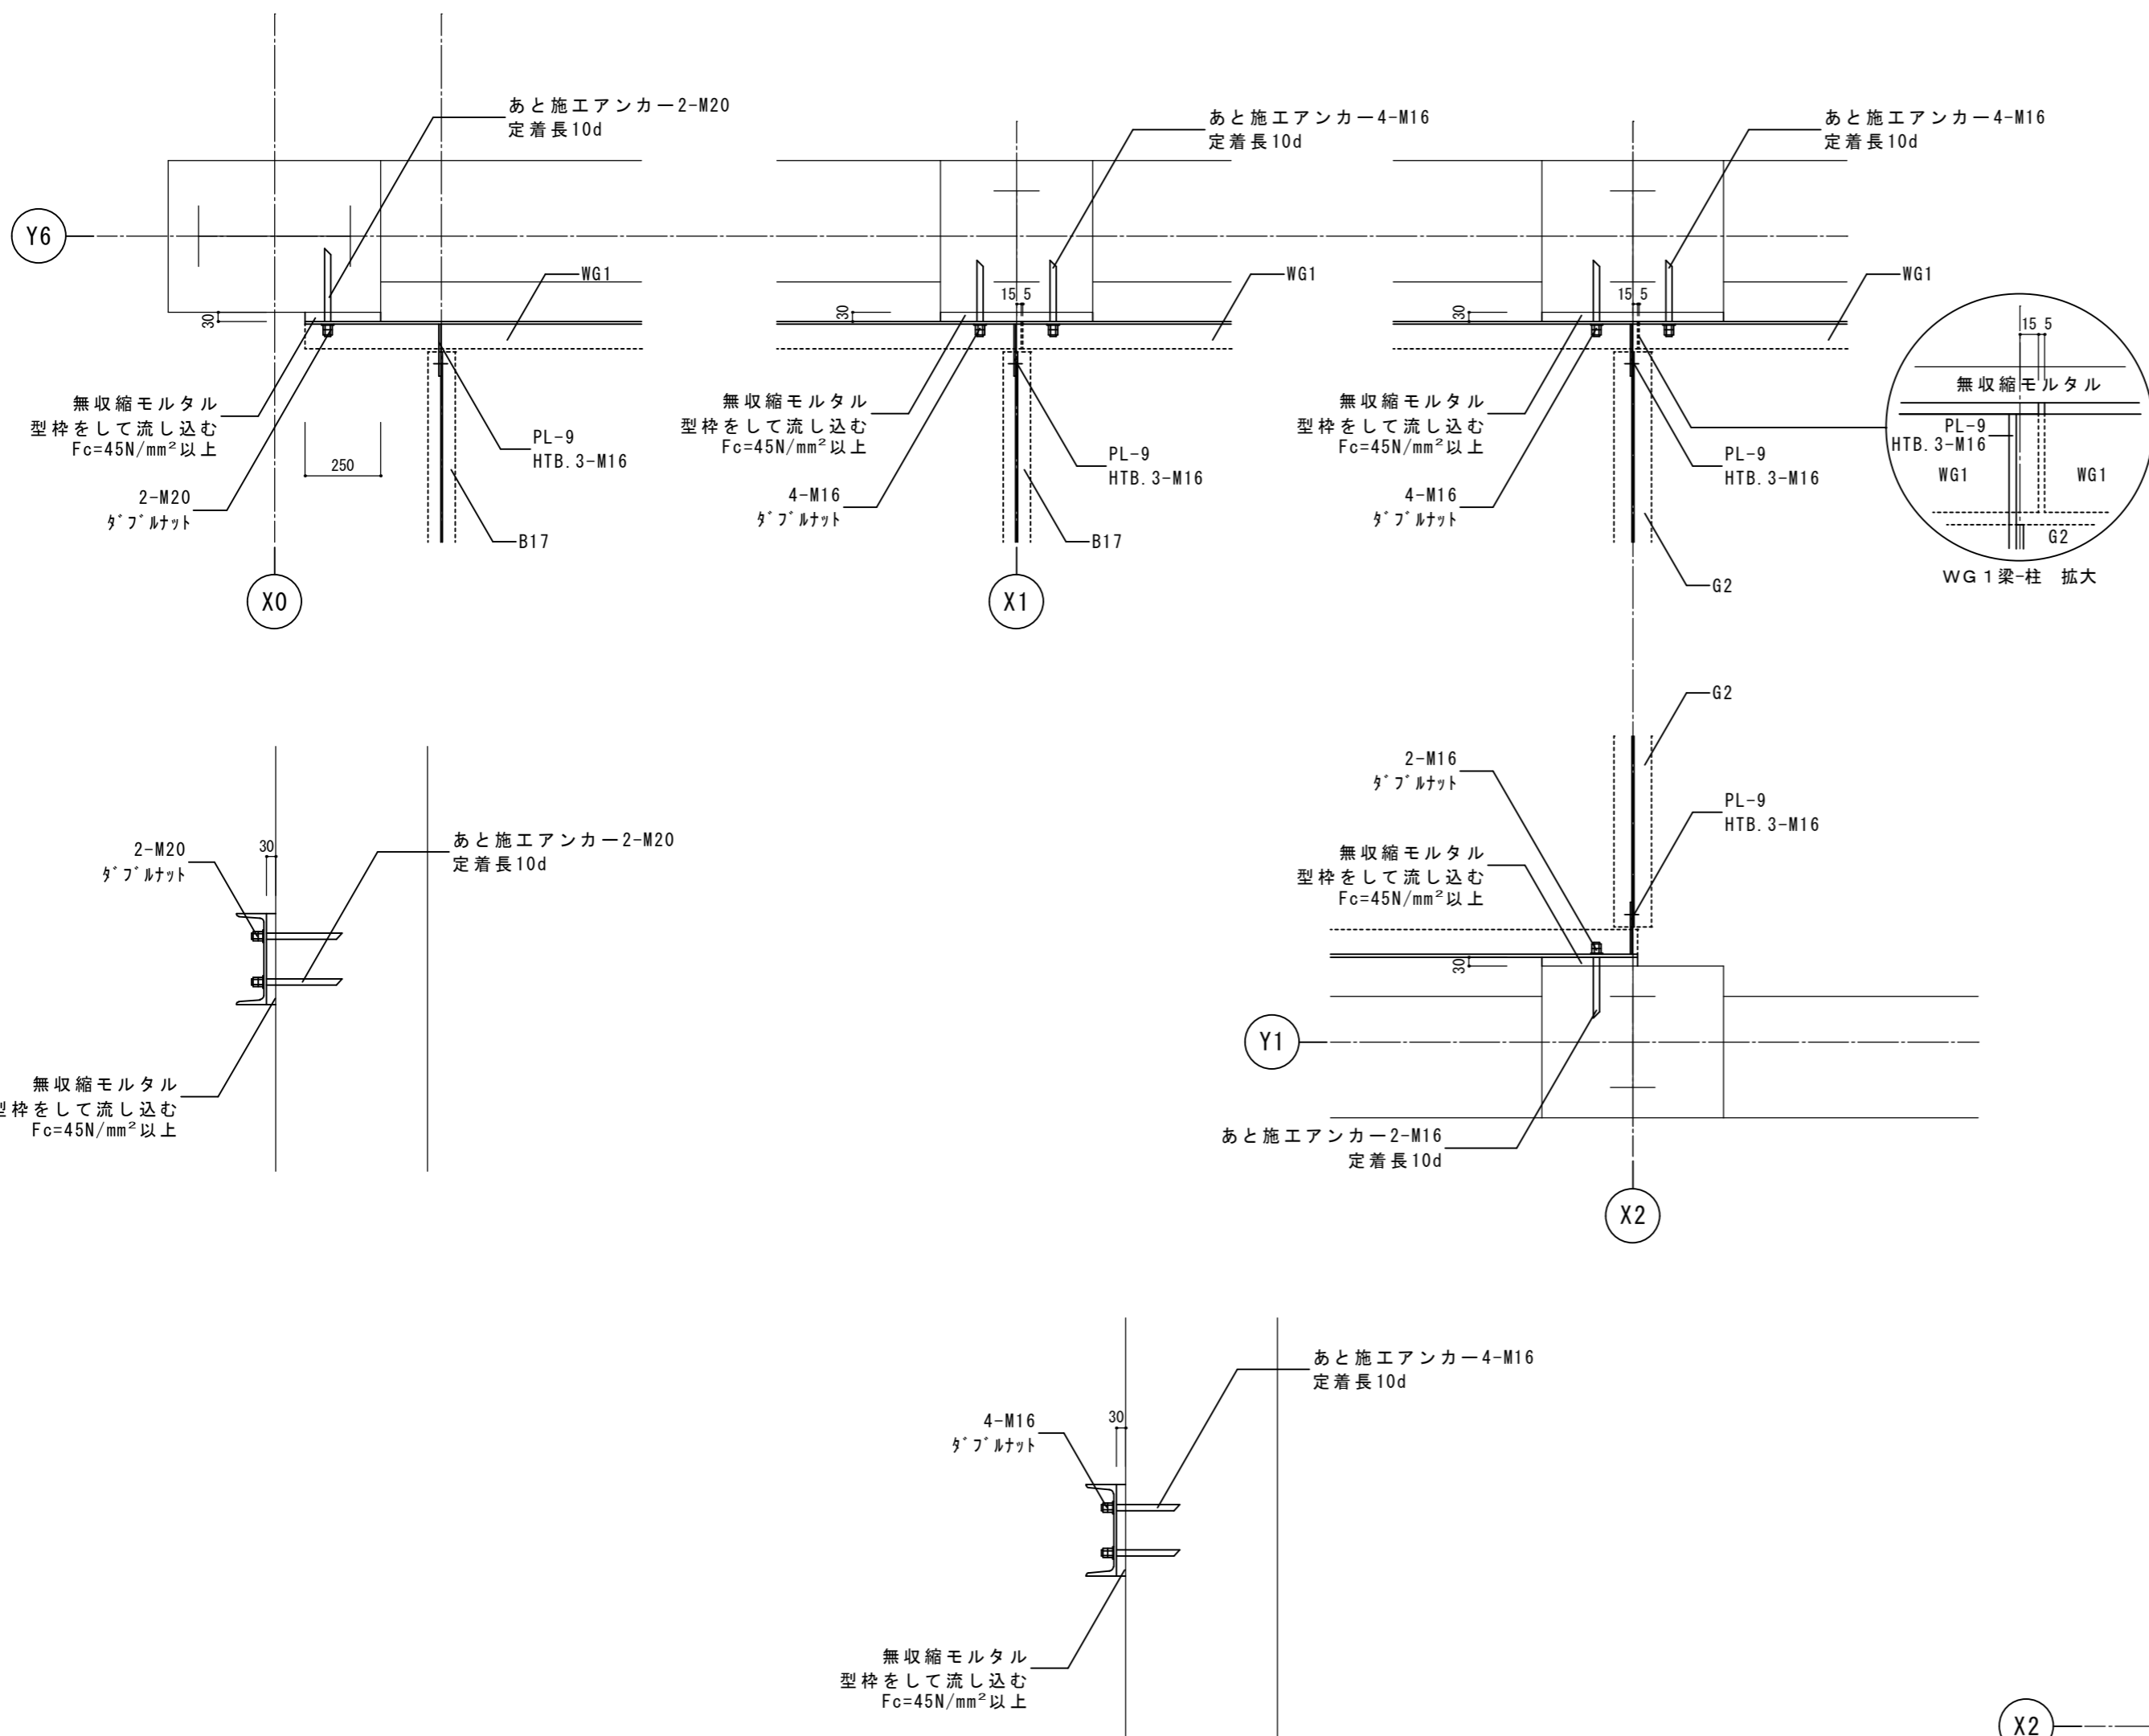 あと施工アンカー2-M20
定着長10d
あと施工アンカー4-M16
定着長10d
あと施工アンカー4-M16
定着長10d
Y6
WG1
WG1
WG1
30
30
15 5
30
15 5
無収縮モルタル
型枠をして流し込む
Fc=45N/mm²以上
250
PL-9
HTB.3-M16
2-M20
ﾀﾞﾌﾞﾙﾅｯﾄ
B17
X0
無収縮モルタル
型枠をして流し込む
Fc=45N/mm²以上
PL-9
HTB.3-M16
4-M16
ﾀﾞﾌﾞﾙﾅｯﾄ
B17
X1
無収縮モルタル
型枠をして流し込む
Fc=45N/mm²以上
PL-9
HTB.3-M16
4-M16
ﾀﾞﾌﾞﾙﾅｯﾄ
G2
15 5
無収縮モルタル
PL-9
HTB.3-M16
WG1
WG1
G2
WG1梁-柱 拡大
G2
2-M16
ﾀﾞﾌﾞﾙﾅｯﾄ
PL-9
HTB.3-M16
無収縮モルタル
型枠をして流し込む
Fc=45N/mm²以上
30
Y1
あと施工アンカー2-M16
定着長10d
X2
2-M20
ﾀﾞﾌﾞﾙﾅｯﾄ
30
あと施工アンカー2-M20
定着長10d
無収縮モルタル
型枠をして流し込む
Fc=45N/mm²以上
あと施工アンカー4-M16
定着長10d
4-M16
ﾀﾞﾌﾞﾙﾅｯﾄ
30
無収縮モルタル
型枠をして流し込む
Fc=45N/mm²以上
X2